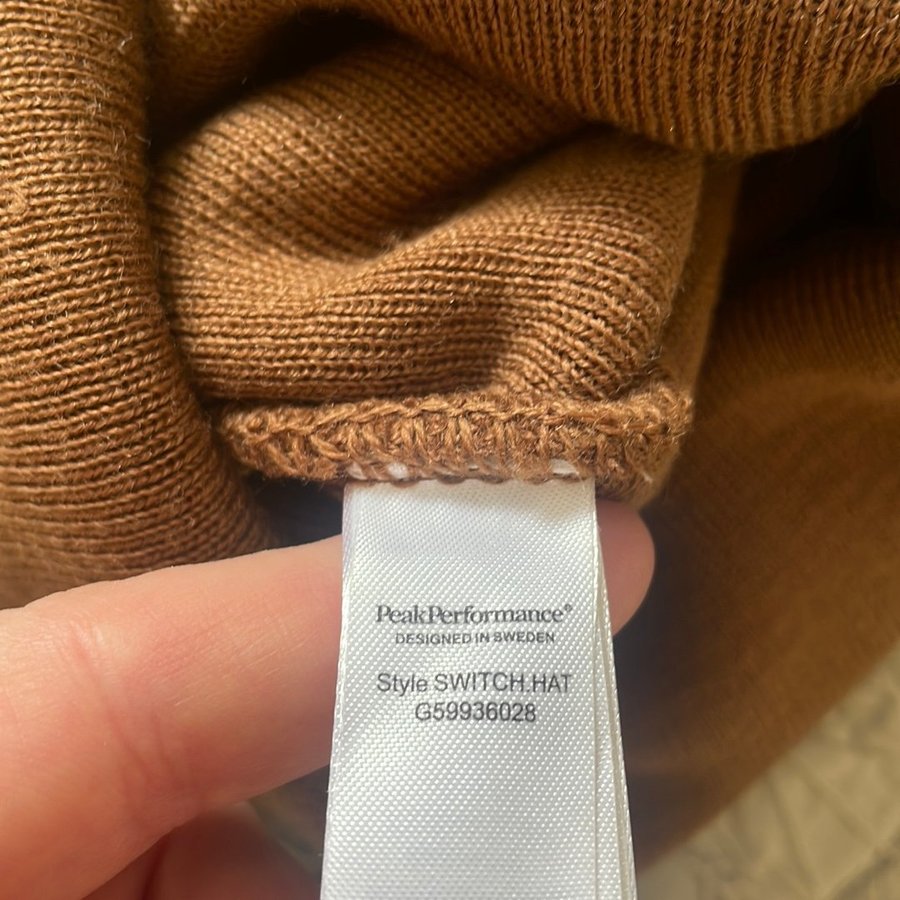 PeakPerformance®
DESIGNED IN SWEDEN
Style SWITCH.HAT
G59936028